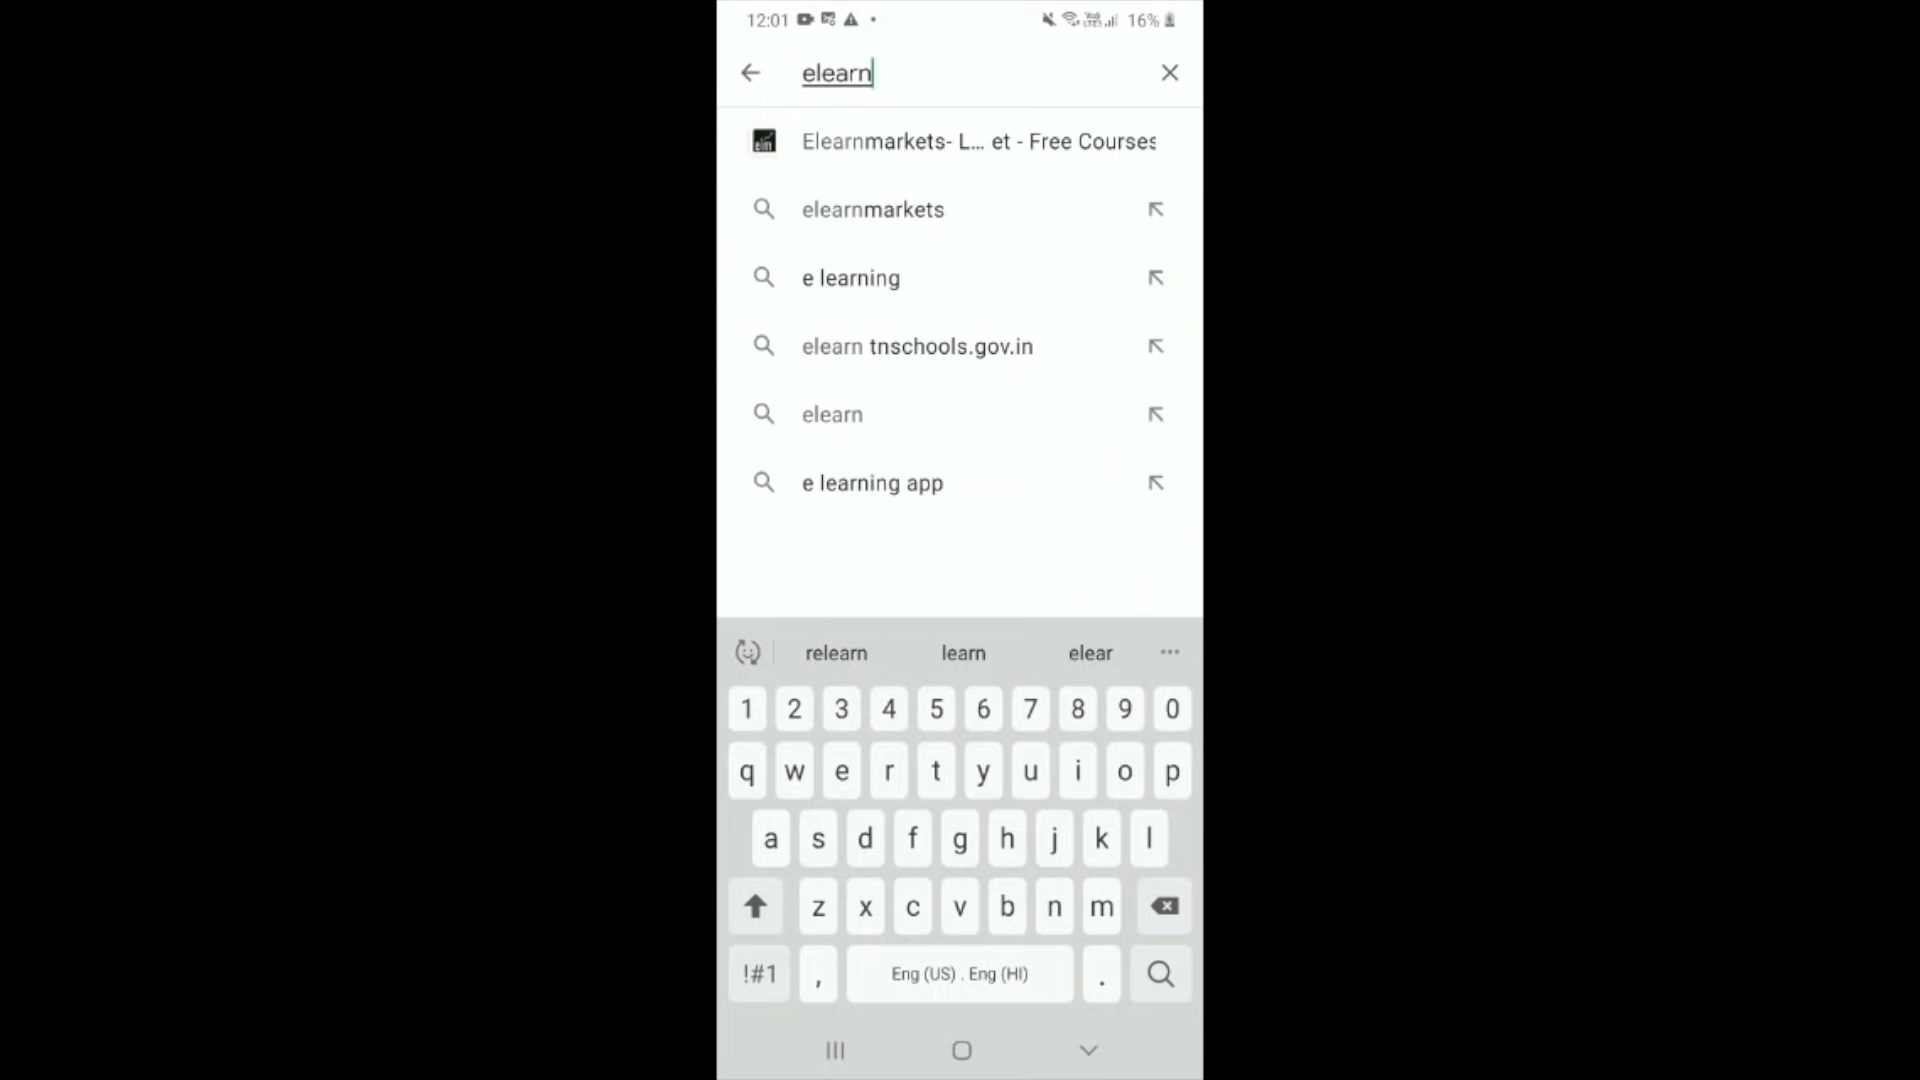 12:01 16%
elearn
Elearnmarkets- L... et - Free Courses
elearnmarkets
e learning
elearn tnschools.gov.in
elearn
e learning app
relearn learn elear ...
1 2 3 4 5 6 7 8 9 0
q w e r t y u i o p
a s d f g h j k l
z x c v b n m
!#1 , Eng (US) . Eng (HI) .